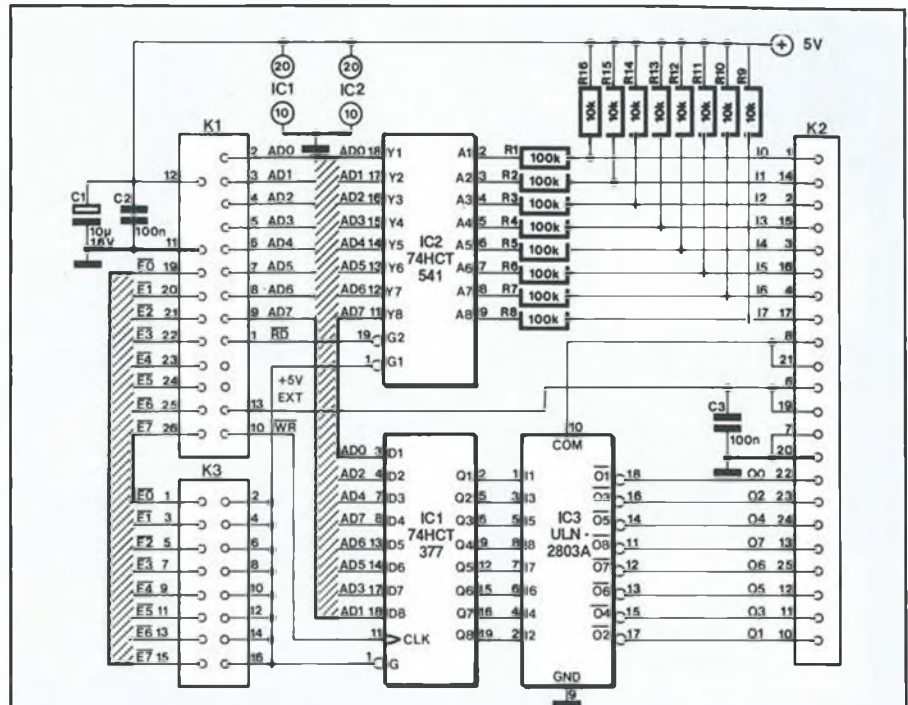 5V
20
20
IC1
IC2
10
10
R16
R15
R14
R13
R12
R11
R10
R9
10k
10k
10k
10k
10k
10k
10k
10k
K1
K2
C1
10µ
16V
C2
100n
12
11
2 AD0
3 AD1
4 AD2
5 AD3
6 AD4
7 AD5
8 AD6
9 AD7
1 RD
+5V
EXT
13
10 WR
E0 19
E1 20
E2 21
E3 22
E4 23
E5 24
E6 25
E7 26
AD0 18 Y1
AD1 17 Y2
AD2 16 Y3
AD3 15 Y4
AD4 14 Y5
AD5 13 Y6
AD6 12 Y7
AD7 11 Y8
19 G2
1 G1
IC2
74HCT
541
A1 2 R1 100k
A2 3 R2 100k
A3 4 R3 100k
A4 5 R4 100k
A5 6 R5 100k
A6 7 R6 100k
A7 8 R7 100k
A8 9 R8 100k
I0 1
I1 14
I2 2
I3 15
I4 3
I5 16
I6 4
I7 17
8
21
6
19
7
20
C3
100n
K3
E0 1 2
E1 3 4
E2 5 6
E3 7 8
E4 9 10
E5 11 12
E6 13 14
E7 15 16
AD0 3 D1
AD2 4 D2
AD4 7 D3
AD7 8 D4
AD6 13 D5
AD5 14 D6
AD3 17 D7
AD1 18 D8
11 CLK
1 G
IC1
74HCT
377
Q1 2 1 I1
Q2 5 3 I3
Q3 6 5 I5
Q4 9 8 I8
Q5 12 7 I7
Q6 15 6 I6
Q7 16 4 I4
Q8 19 2 I2
10
COM
IC3
ULN -
2803A
GND
9
O1 18 O0 22
O3 16 O2 23
O5 14 O4 24
O8 11 O7 13
O7 12 O6 25
O6 13 O5 12
O4 15 O3 11
O2 17 O1 10